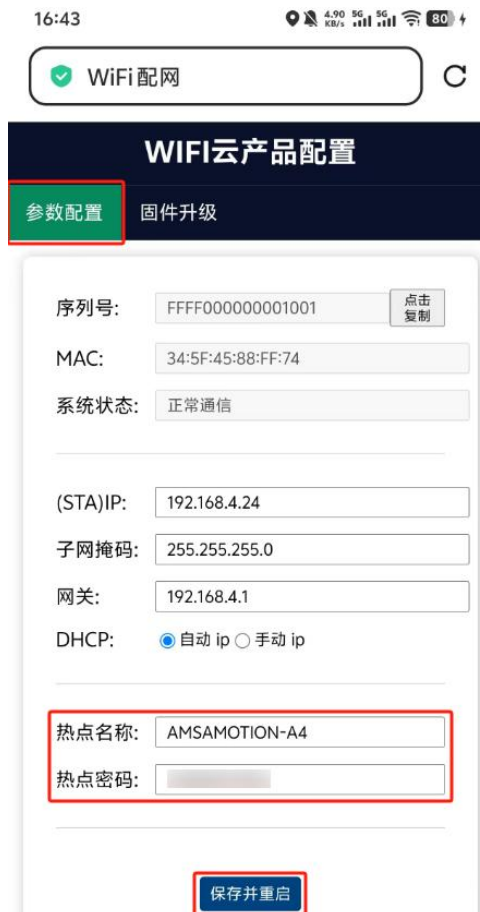 16:43
4.90 KB/s 5G 5G 80
WiFi配网
WIFI云产品配置
参数配置 固件升级
序列号: FFFF000000001001 点击复制
MAC: 34:5F:45:88:FF:74
系统状态: 正常通信
(STA)IP: 192.168.4.24
子网掩码: 255.255.255.0
网关: 192.168.4.1
DHCP: 自动 ip 手动 ip
热点名称: AMSAMOTION-A4
热点密码:
保存并重启